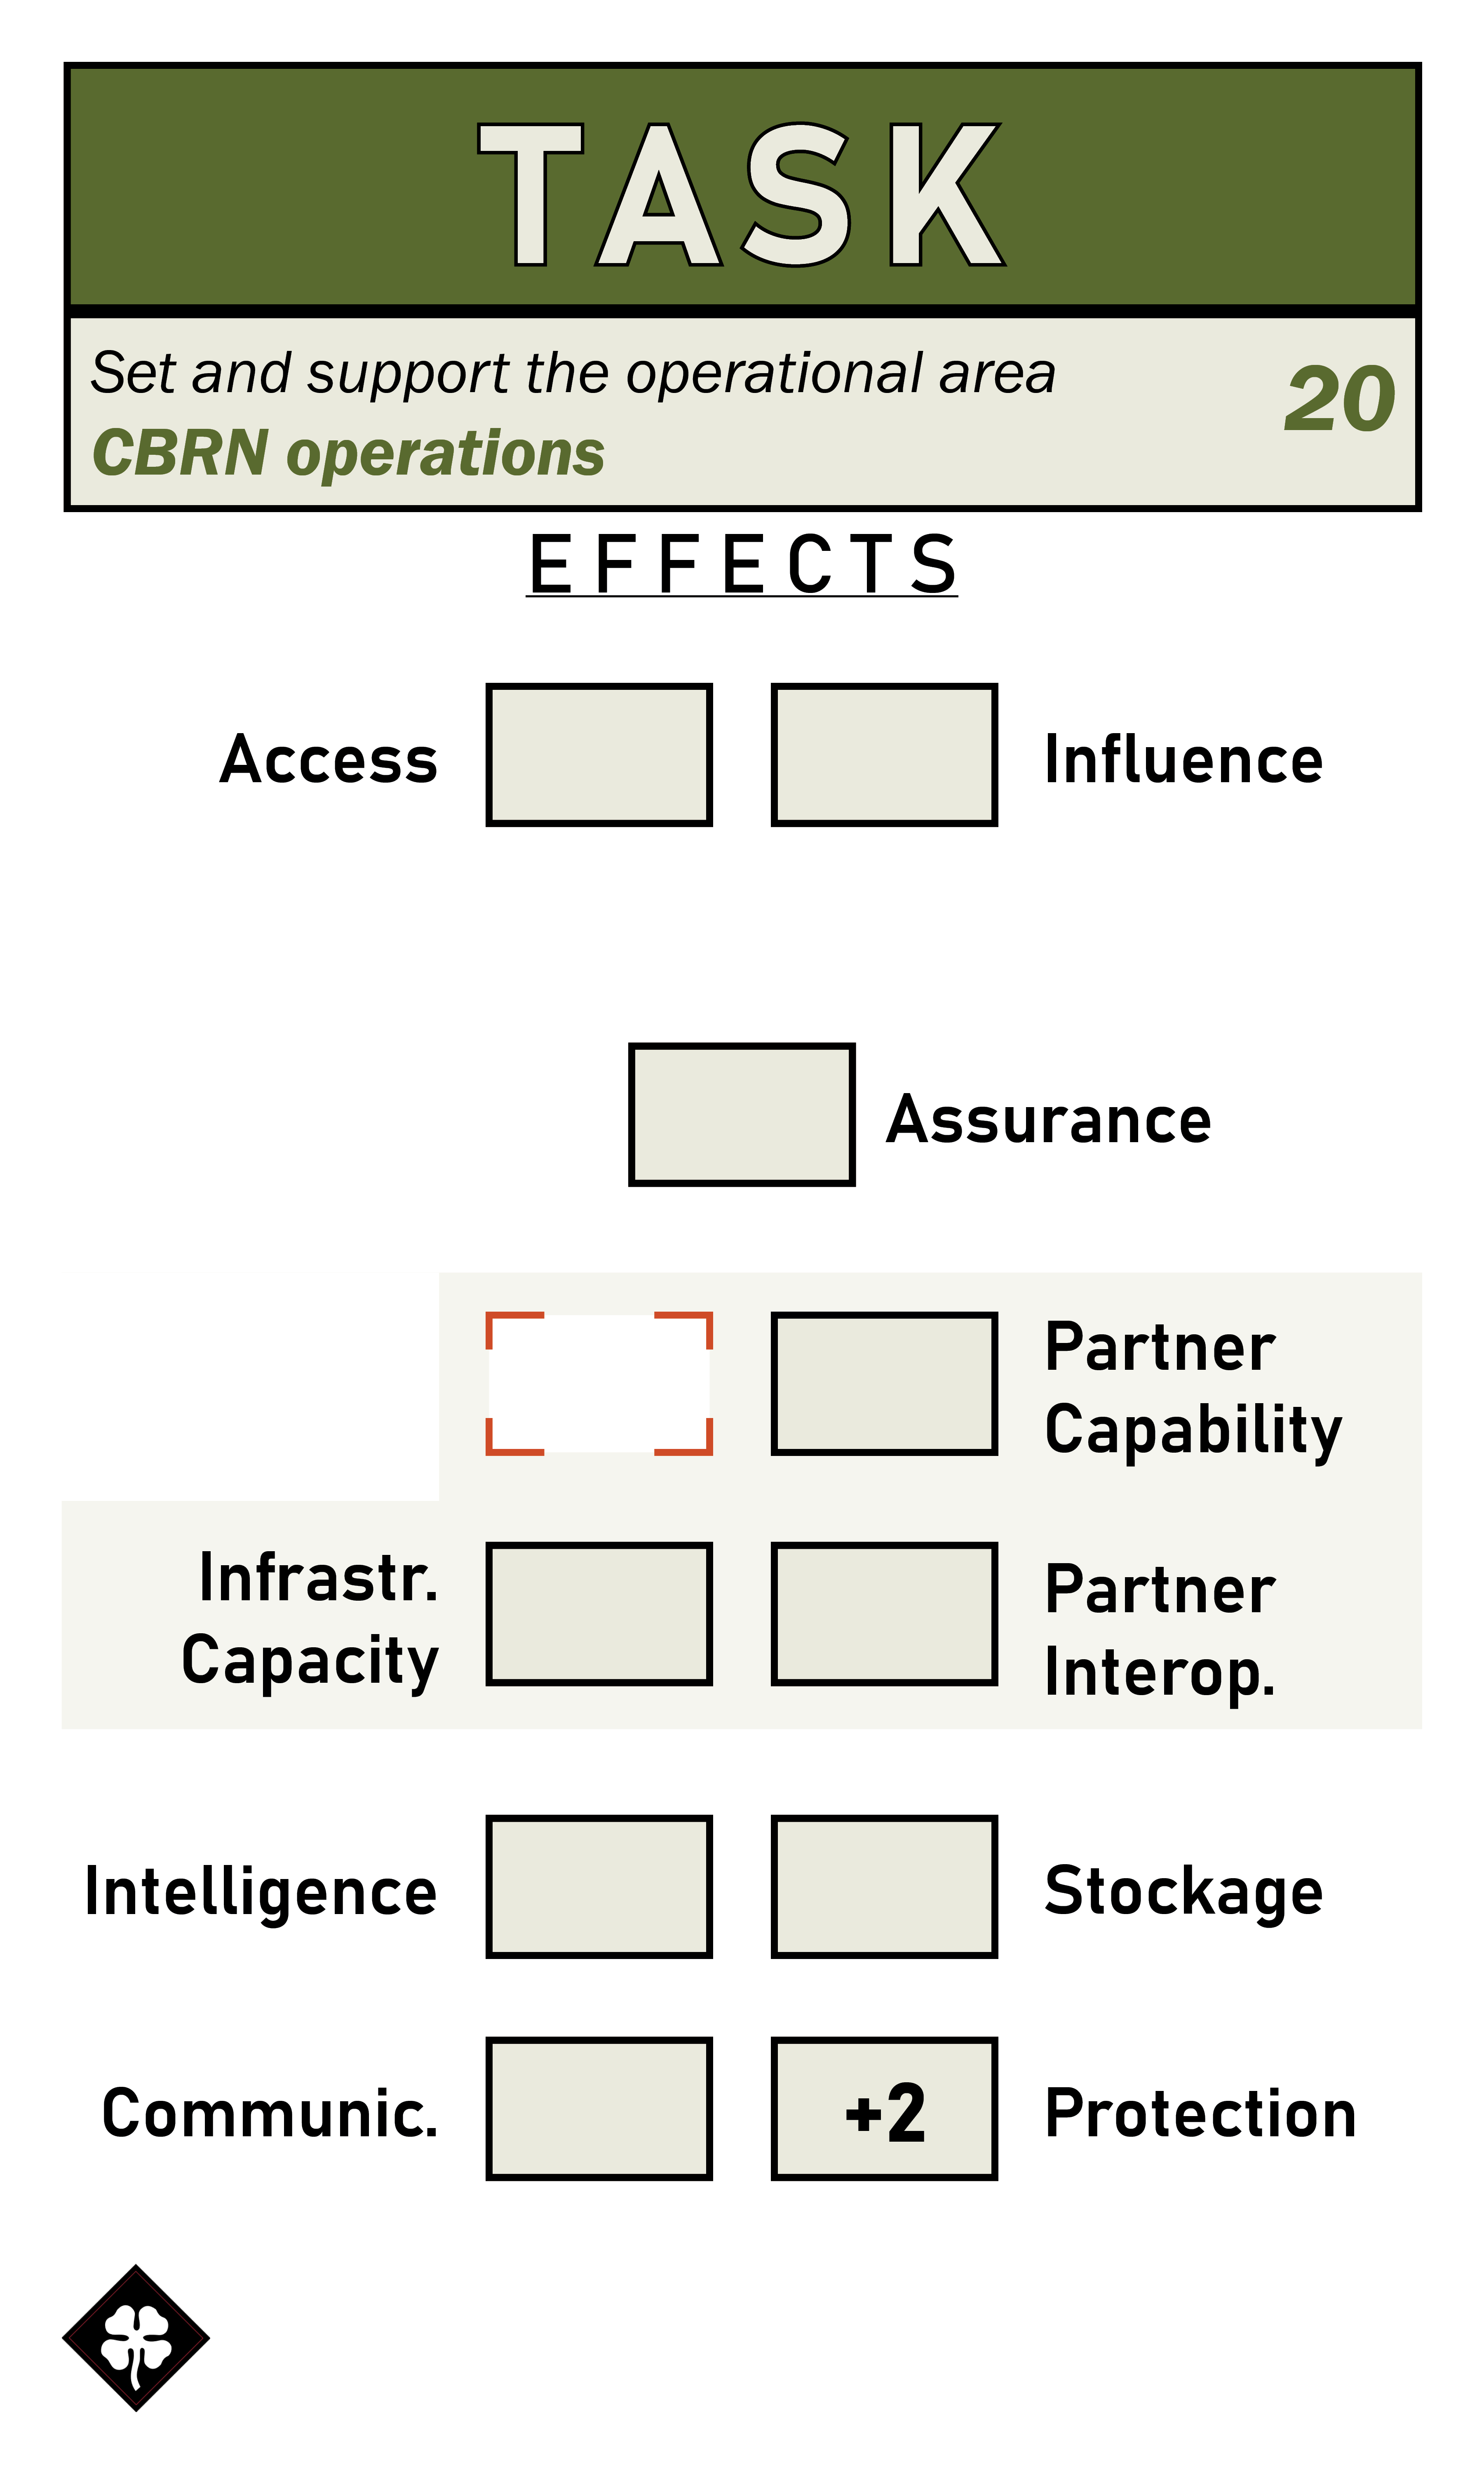 TASK
Set and support the operational area
20
CBRN operations
EFFECTS
Access
Influence
Assurance
Partner
Capability
Infrastr.
Capacity
Partner
Interop.
Intelligence
Stockage
Communic.
+2
Protection